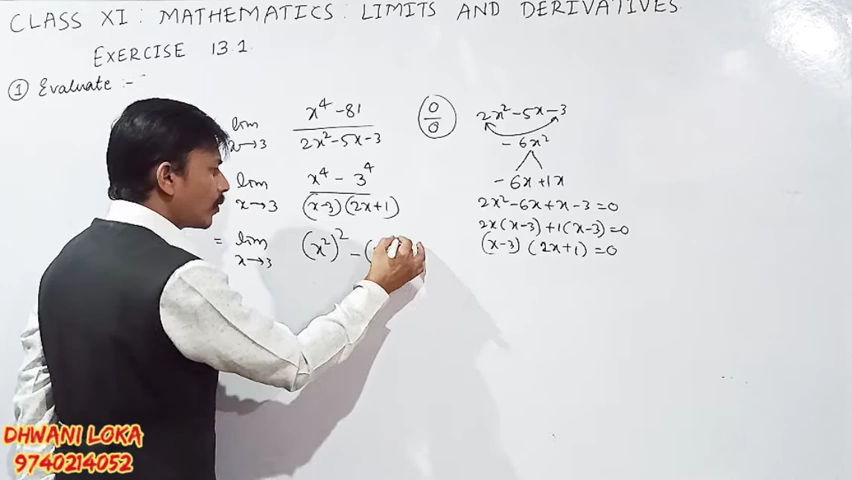 CLASS XI : MATHEMATICS : LIMITS AND DERIVATIVES
EXERCISE 13.1
① Evaluate :-
lim x→3 x⁴-81 / 2x²-5x-3
0/0
lim x→3 x⁴ - 3⁴ / (x-3) (2x+1)
= lim x→3 (x²)² - (
2x²-5x-3
- 6x²
- 6x +1x
2x²-6x+x-3=0
2x(x-3)+1(x-3)=0
(x-3) (2x+1)=0
DHWANI LOKA
9740214052